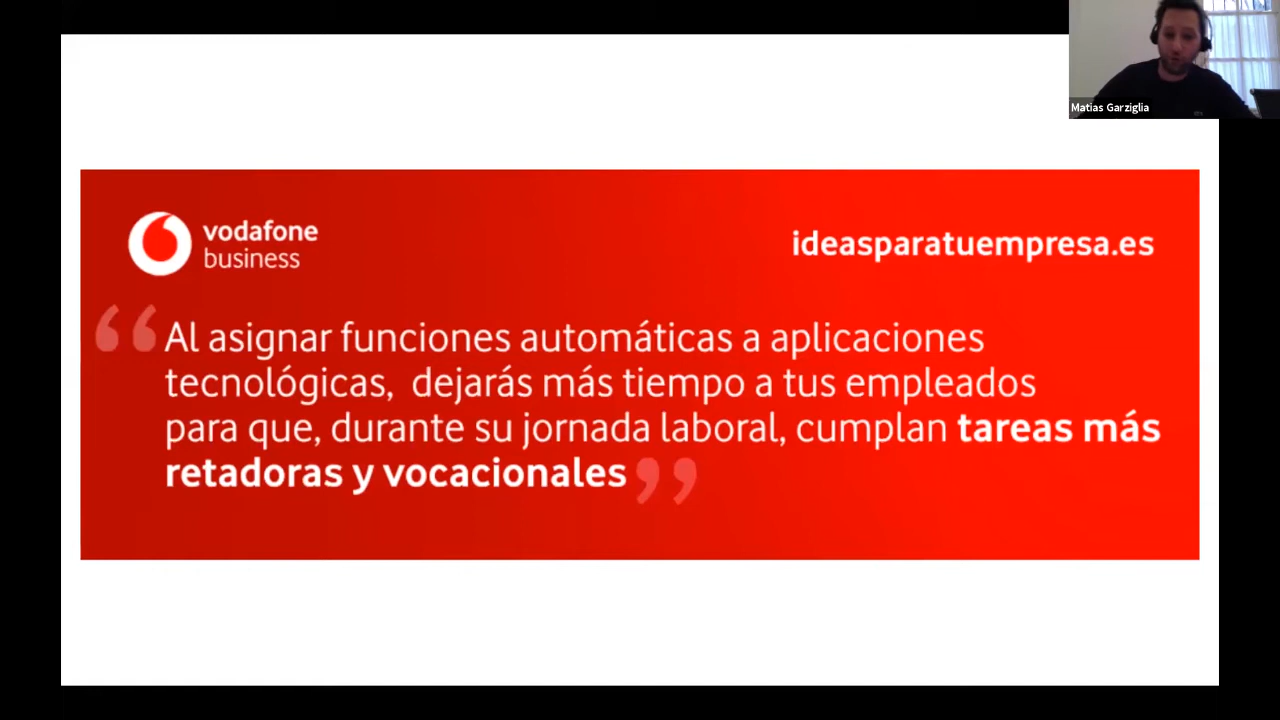 Matias Garziglia
vodafone
business
ideasparatuempresa.es
“Al asignar funciones automáticas a aplicaciones
tecnológicas, dejarás más tiempo a tus empleados
para que, durante su jornada laboral, cumplan tareas más
retadoras y vocacionales”